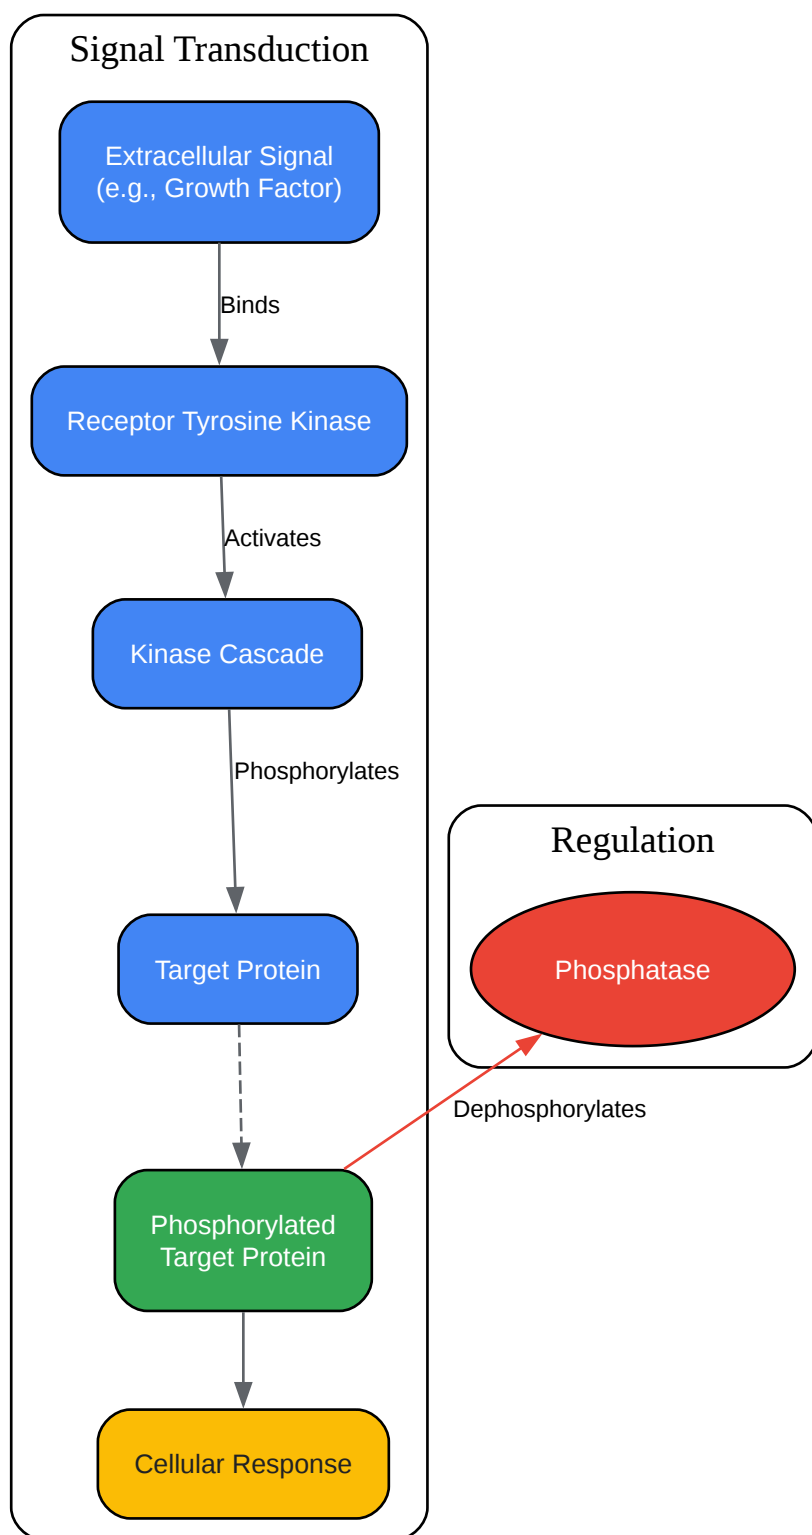 Signal Transduction
Extracellular Signal
(e.g., Growth Factor)
Binds
Receptor Tyrosine Kinase
Activates
Kinase Cascade
Phosphorylates
Target Protein
Regulation
Phosphatase
Dephosphorylates
Phosphorylated
Target Protein
Cellular Response